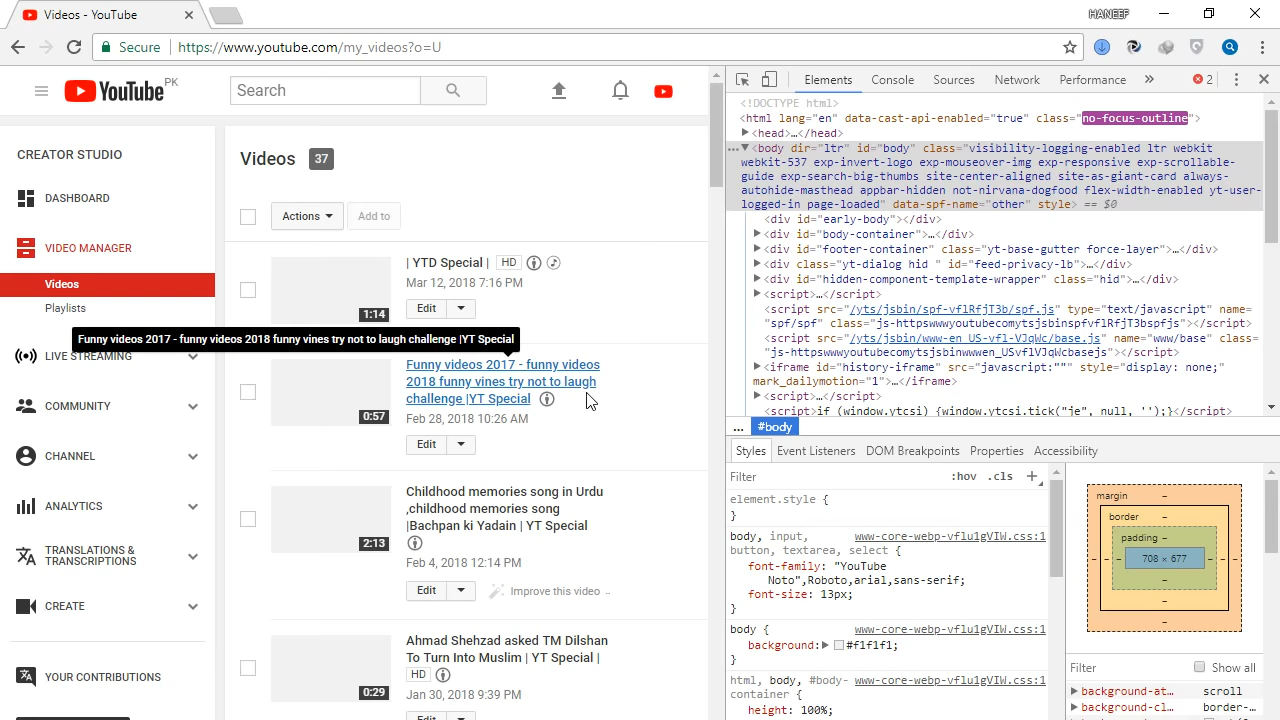 Videos - YouTube
HANEEF
Secure
https://www.youtube.com/my_videos?o=U
YouTube PK
Search
CREATOR STUDIO
DASHBOARD
VIDEO MANAGER
Videos
Playlists
LIVE STREAMING
COMMUNITY
CHANNEL
ANALYTICS
TRANSLATIONS &
TRANSCRIPTIONS
CREATE
YOUR CONTRIBUTIONS
Videos 37
Actions
Add to
| YTD Special | HD
Mar 12, 2018 7:16 PM
1:14
Edit
Funny videos 2017 - funny videos 2018 funny vines try not to laugh challenge |YT Special
Funny videos 2017 - funny videos
2018 funny vines try not to laugh
challenge |YT Special
0:57
Feb 28, 2018 10:26 AM
Edit
Childhood memories song in Urdu
,childhood memories song
|Bachpan ki Yadain | YT Special
2:13
Feb 4, 2018 12:14 PM
Edit
Improve this video ..
Ahmad Shehzad asked TM Dilshan
To Turn Into Muslim | YT Special |
HD
0:29
Jan 30, 2018 9:39 PM
Edit
Elements Console Sources Network Performance » 2
<!DOCTYPE html>
<html lang="en" data-cast-api-enabled="true" class="no-focus-outline">
<head>…</head>
<body dir="ltr" id="body" class="visibility-logging-enabled ltr webkit
webkit-537 exp-invert-logo exp-mouseover-img exp-responsive exp-scrollable-
guide exp-search-big-thumbs site-center-aligned site-as-giant-card always-
autohide-masthead appbar-hidden not-nirvana-dogfood flex-width-enabled yt-user-
logged-in page-loaded" data-spf-name="other" style> == $0
<div id="early-body"></div>
<div id="body-container">…</div>
<div id="footer-container" class="yt-base-gutter force-layer">…</div>
<div class="yt-dialog hid " id="feed-privacy-lb">…</div>
<div id="hidden-component-template-wrapper" class="hid">…</div>
<script>…</script>
<script src="/yts/jsbin/spf-vflRfjT3b/spf.js" type="text/javascript" name=
"spf/spf" class="js-httpswwwyoutubecomytsjsbinspfvflRfjT3bspfjs"></script>
<script src="/yts/jsbin/www-en_US-vfl-VJqWc/base.js" name="www/base" class=
"js-httpswwwyoutubecomytsjsbinwwwen_USvflVJqWcbasejs"></script>
<iframe id="history-iframe" src="javascript:""" style="display: none;"
mark_dailymotion="1">…</iframe>
<script>…</script>
<script>if (window.ytcsi) {window.ytcsi.tick("je", null, '');}</script>
... #body
Styles Event Listeners DOM Breakpoints Properties Accessibility
Filter :hov .cls +
element.style {
}
body, input, www-core-webp-vflu1gVIW.css:1
button, textarea, select {
font-family: "YouTube
Noto",Roboto,arial,sans-serif;
font-size: 13px;
}
body { www-core-webp-vflu1gVIW.css:1
background: #f1f1f1;
}
html, body, #body- www-core-webp-vflu1gVIW.css:1
container {
height: 100%;
margin –
border –
padding –
708 × 677
Filter Show all
background-at… scroll
background-cl… border-…